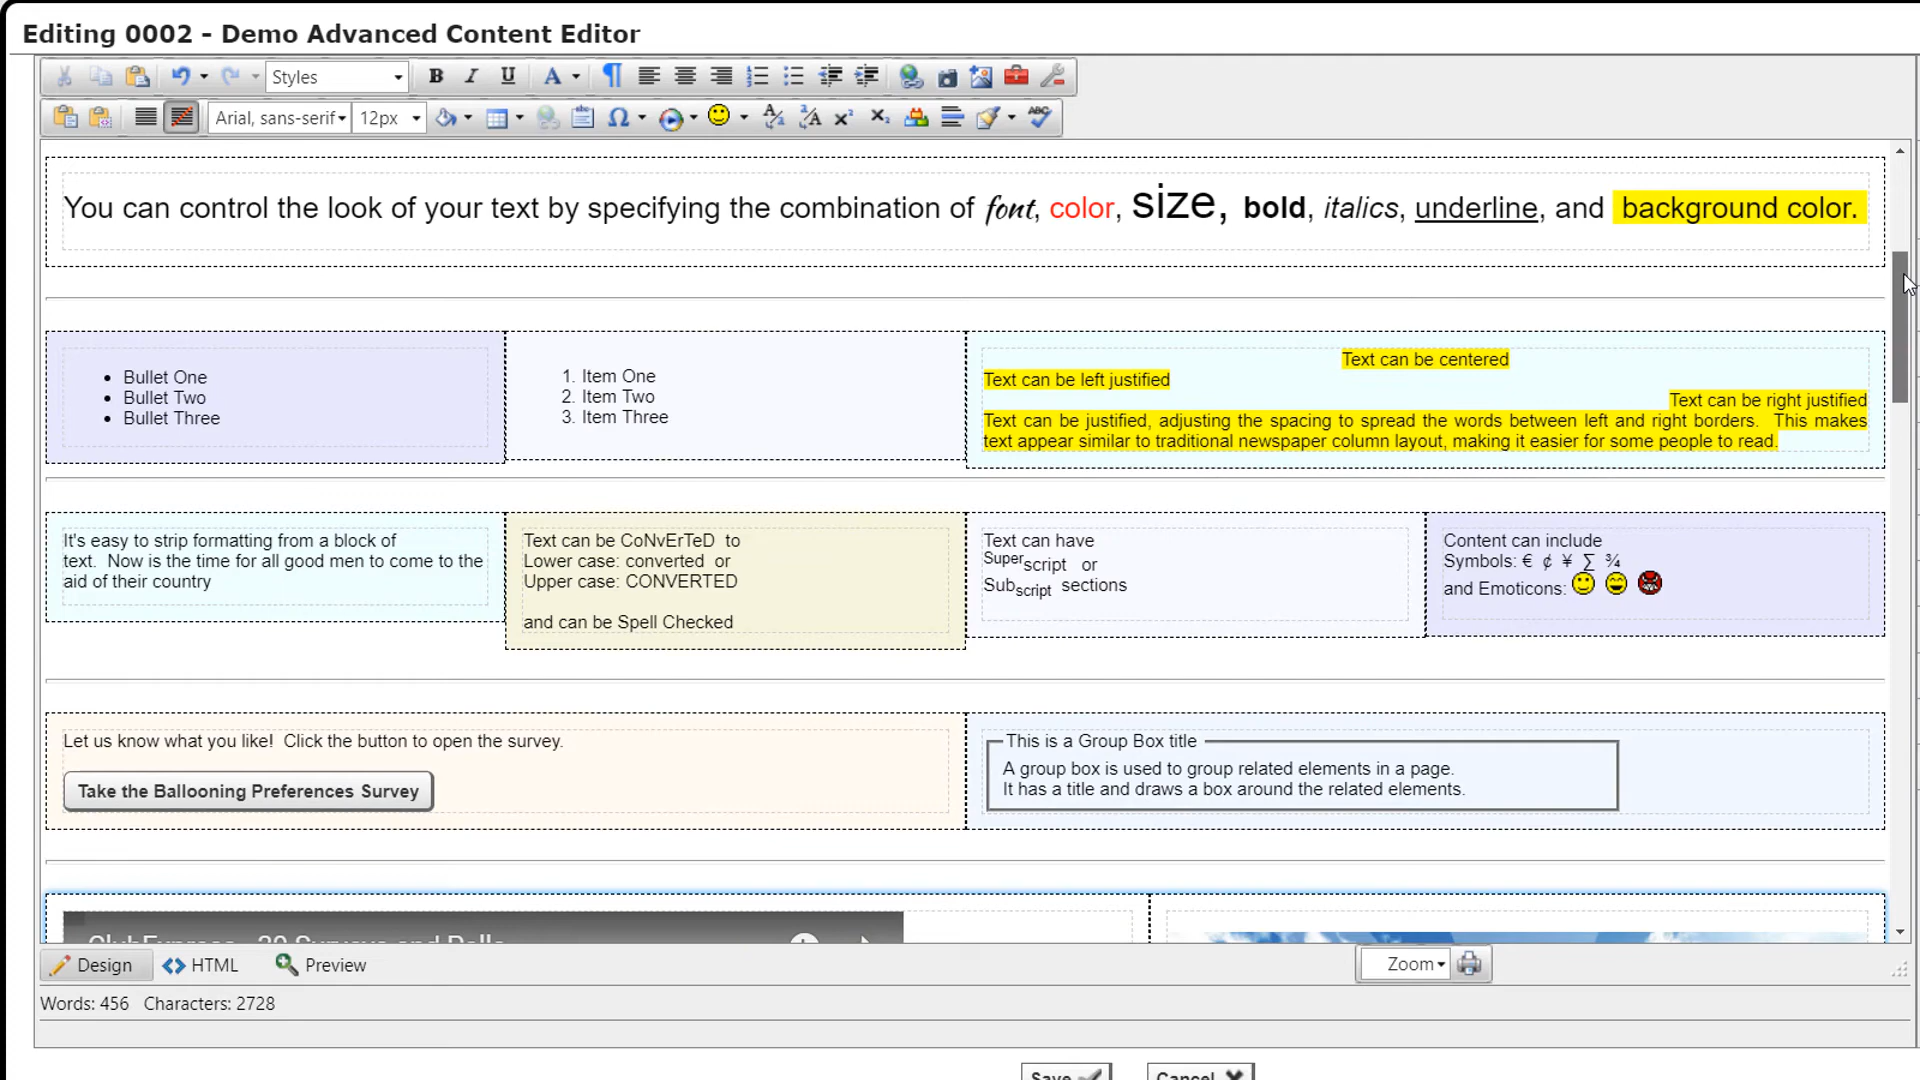 Editing 0002 - Demo Advanced Content Editor
Styles
B I U A
Arial, sans-serif 12px
You can control the look of your text by specifying the combination of font, color, size, bold, italics, underline, and background color.
• Bullet One
• Bullet Two
• Bullet Three
1. Item One
2. Item Two
3. Item Three
Text can be centered
Text can be left justified
Text can be right justified
Text can be justified, adjusting the spacing to spread the words between left and right borders. This makes
text appear similar to traditional newspaper column layout, making it easier for some people to read.
It's easy to strip formatting from a block of
text. Now is the time for all good men to come to the
aid of their country
Text can be CoNvErTeD to
Lower case: converted or
Upper case: CONVERTED
and can be Spell Checked
Text can have
Superscript or
Subscript sections
Content can include
Symbols: € ¢ ¥ ∑ ¾
and Emoticons:
Let us know what you like! Click the button to open the survey.
Take the Ballooning Preferences Survey
This is a Group Box title
A group box is used to group related elements in a page.
It has a title and draws a box around the related elements.
ClubExpress - 20 Surveys and Polls
Design HTML Preview
Zoom
Words: 456 Characters: 2728
Save Cancel